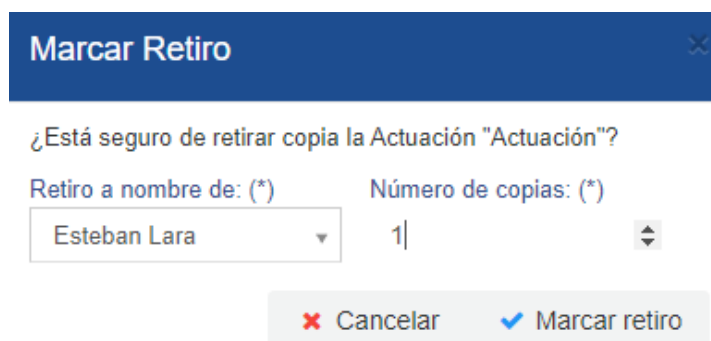 Marcar Retiro
¿Está seguro de retirar copia la Actuación "Actuación"?
Retiro a nombre de: (*) Número de copias: (*)
Esteban Lara 1
Cancelar Marcar retiro